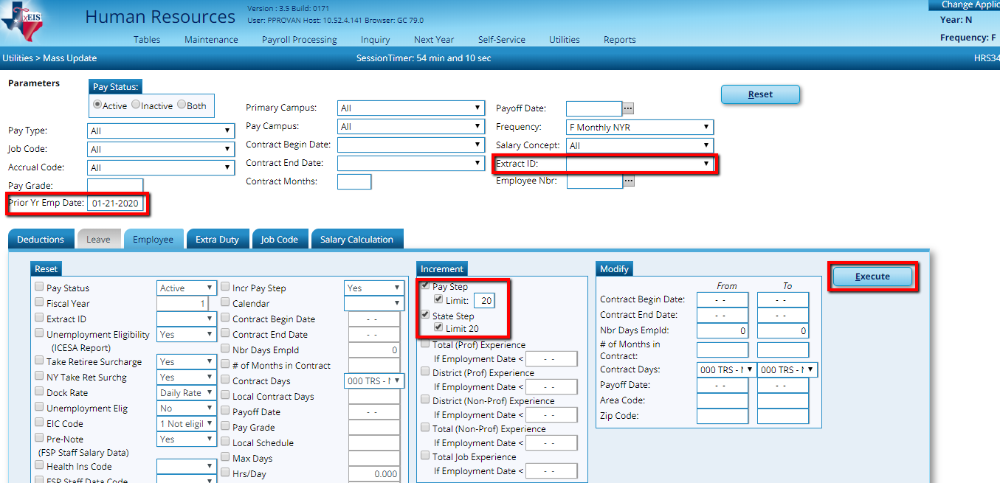 TxEIS
Human Resources
Version : 3.5 Build: 0171
User: PPROVAN Host: 10.52.4.141 Browser: GC 79.0
Change Applic
Year: N
Frequency: F
Tables Maintenance Payroll Processing Inquiry Next Year Self-Service Utilities Reports
Utilities > Mass Update SessionTimer: 54 min and 10 sec HRS34
Parameters
Pay Status:
Active Inactive Both
Pay Type: All
Job Code: All
Accrual Code: All
Pay Grade:
Prior Yr Emp Date: 01-21-2020
Primary Campus: All
Pay Campus: All
Contract Begin Date:
Contract End Date:
Contract Months:
Payoff Date: ...
Frequency: F Monthly NYR
Salary Concept: All
Extract ID:
Employee Nbr: ...
Reset
Deductions Leave Employee Extra Duty Job Code Salary Calculation
Reset
Pay Status Active
Fiscal Year 1
Extract ID
Unemployment Eligibility Yes
(ICESA Report)
Take Retiree Surcharge Yes
NY Take Ret Surchg Yes
Dock Rate Daily Rate
Unemployment Elig No
EIC Code 1 Not eligil
Pre-Note Yes
(FSP Staff Salary Data)
Health Ins Code
FSP Staff Data Code
Incr Pay Step Yes
Calendar
Contract Begin Date - -
Contract End Date - -
Nbr Days Empld 0
# of Months in Contract
Contract Days 000 TRS - N
Local Contract Days
Payoff Date - -
Pay Grade
Local Schedule
Max Days
Hrs/Day 0.000
Increment
Pay Step
Limit: 20
State Step
Limit 20
Total (Prof) Experience
If Employment Date < - -
District (Prof) Experience
If Employment Date < - -
District (Non-Prof) Experience
If Employment Date < - -
Total (Non-Prof) Experience
If Employment Date < - -
Total Job Experience
If Employment Date < - -
Modify
From To
Contract Begin Date: - - - -
Contract End Date: - - - -
Nbr Days Empld: 0 0
# of Months in
Contract:
Contract Days: 000 TRS - N 000 TRS - N
Payoff Date: - - - -
Area Code:
Zip Code:
Execute